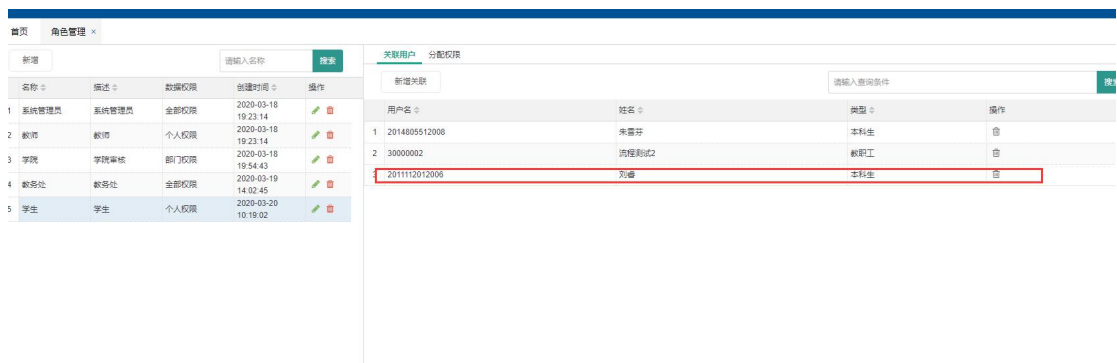 首页 角色管理 ×
新增 请输入名称 搜索
名称 描述 数据权限 创建时间 操作
1 系统管理员 系统管理员 全部权限 2020-03-18 19:23:14
2 教师 教师 个人权限 2020-03-18 19:23:14
3 学院 学院审核 部门权限 2020-03-18 19:54:43
4 教务处 教务处 全部权限 2020-03-19 14:02:45
5 学生 学生 个人权限 2020-03-20 10:19:02
关联用户 分配权限
新增关联 请输入查询条件 搜索
用户名 姓名 类型 操作
1 2014805512008 朱雪芬 本科生
2 30000002 流程测试2 教职工
3 2011112012006 刘睿 本科生